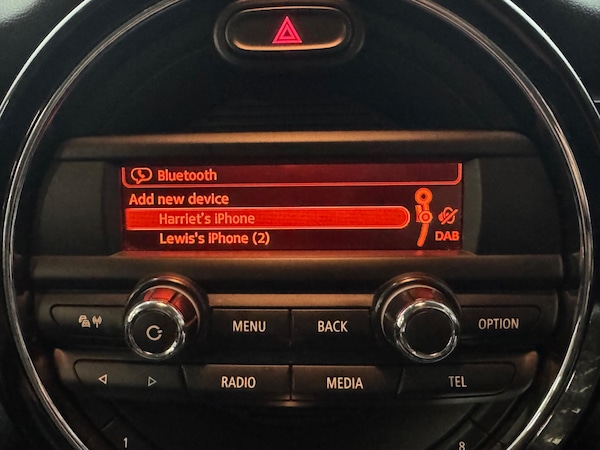 Bluetooth
Add new device
Harriet's iPhone
Lewis's iPhone (2)
DAB
MENU
BACK
OPTION
RADIO
MEDIA
TEL
1
8